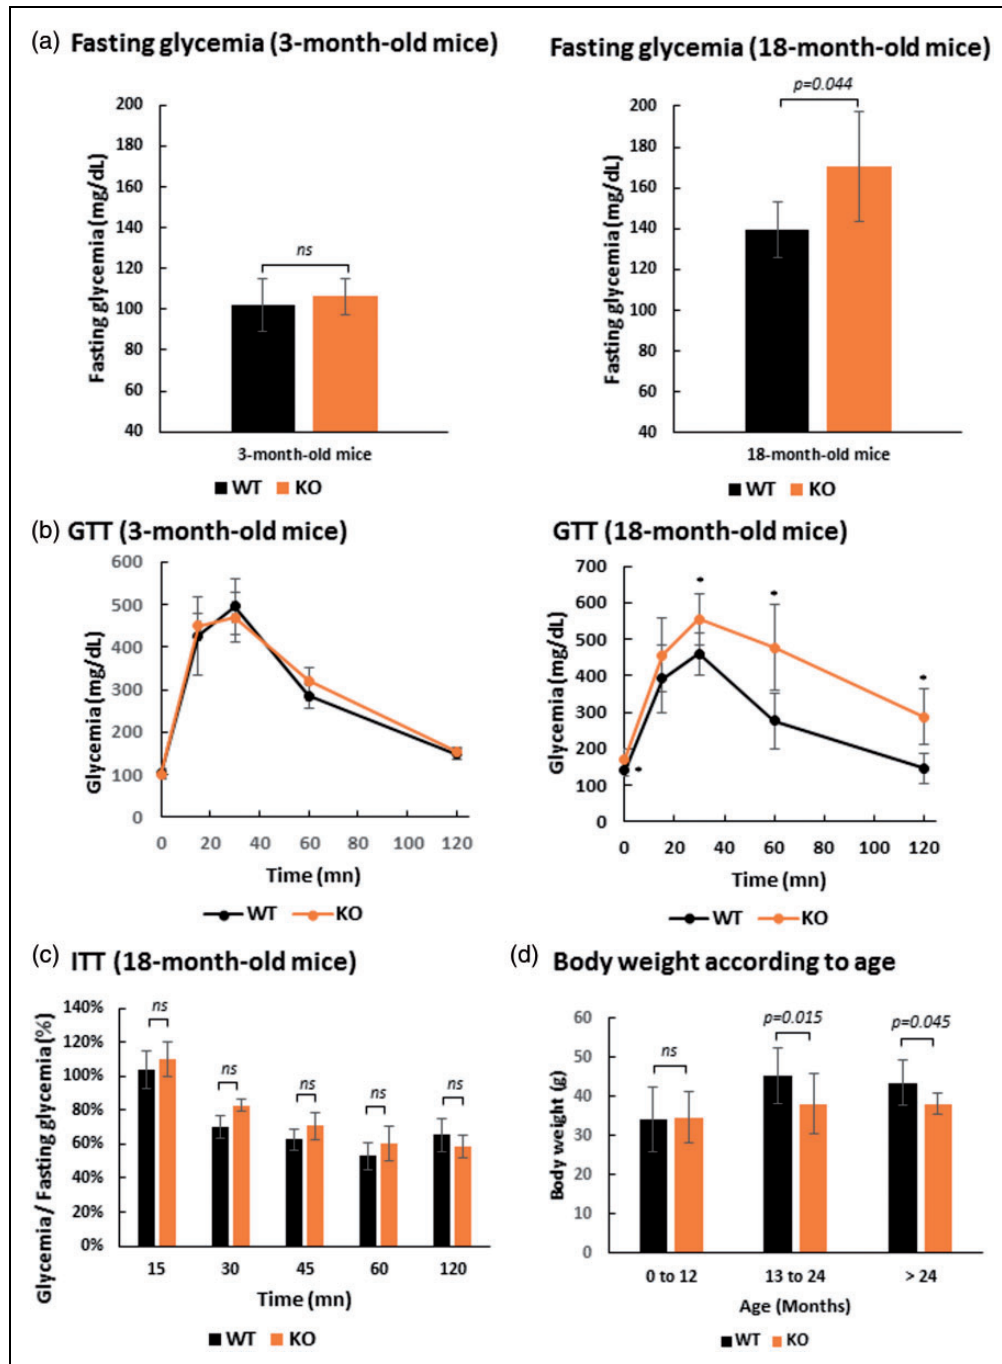 (a) Fasting glycemia (3-month-old mice)
Fasting glycemia (mg/dL)
200
180
160
140
120
100
80
60
40
ns
3-month-old mice
WT KO
Fasting glycemia (18-month-old mice)
p=0.044
Fasting glycemia (mg/dL)
200
180
160
140
120
100
80
60
40
18-month-old mice
WT KO
(b) GTT (3-month-old mice)
Glycemia (mg/dL)
600
500
400
300
200
100
0
0 20 40 60 80 100 120
Time (mn)
WT KO
GTT (18-month-old mice)
Glycemia (mg/dL)
700
600
500
400
300
200
100
0
0 20 40 60 80 100 120
Time (mn)
WT KO
(c) ITT (18-month-old mice)
Glycemia/ Fasting glycemia (%)
140%
120%
100%
80%
60%
40%
20%
0%
ns ns ns ns ns
15 30 45 60 120
Time (mn)
WT KO
(d) Body weight according to age
Body weight (g)
60
50
40
30
20
10
0
ns p=0.015 p=0.045
0 to 12 13 to 24 > 24
Age (Months)
WT KO